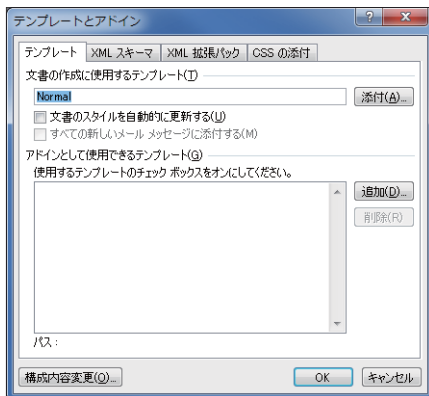 テンプレートとアドイン
テンプレート XML スキーマ XML 拡張パック CSS の添付
文書の作成に使用するテンプレート(T)
Normal 添付(A)...
文書のスタイルを自動的に更新する(U)
すべての新しいメール メッセージに添付する(M)
アドインとして使用できるテンプレート(G)
使用するテンプレートのチェック ボックスをオンにしてください。
追加(D)...
削除(R)
パス :
構成内容変更(O)... OK キャンセル